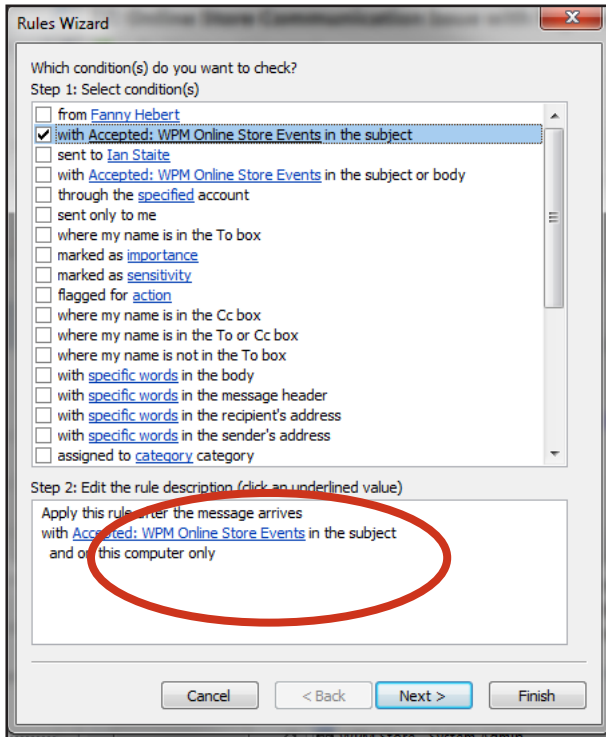 Online Store Communication issue with
Rules Wizard
Which condition(s) do you want to check?
Step 1: Select condition(s)
from Fanny Hebert
with Accepted: WPM Online Store Events in the subject
sent to Ian Staite
with Accepted: WPM Online Store Events in the subject or body
through the specified account
sent only to me
where my name is in the To box
marked as importance
marked as sensitivity
flagged for action
where my name is in the Cc box
where my name is in the To or Cc box
where my name is not in the To box
with specific words in the body
with specific words in the message header
with specific words in the recipient's address
with specific words in the sender's address
assigned to category category
Step 2: Edit the rule description (click an underlined value)
Apply this rule after the message arrives
with Accepted: WPM Online Store Events in the subject
and on this computer only
Cancel
< Back
Next >
Finish